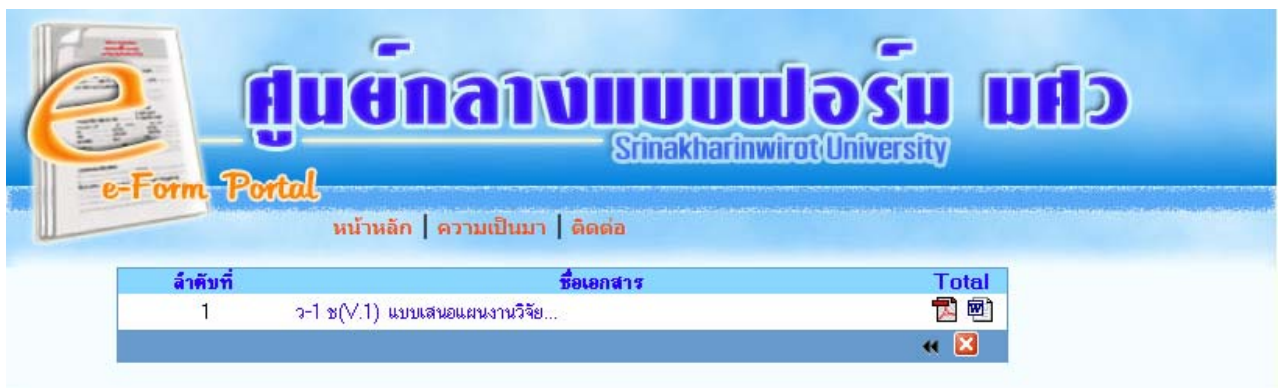 ศูนย์กลางแบบฟอร์ม มศว
Srinakharinwirot University
e-Form Portal
หน้าหลัก | ความเป็นมา | ติดต่อ
ลำดับที่ ชื่อเอกสาร Total
1 ว-1 ช(V.1) แบบเสนอแผนงานวิจัย...